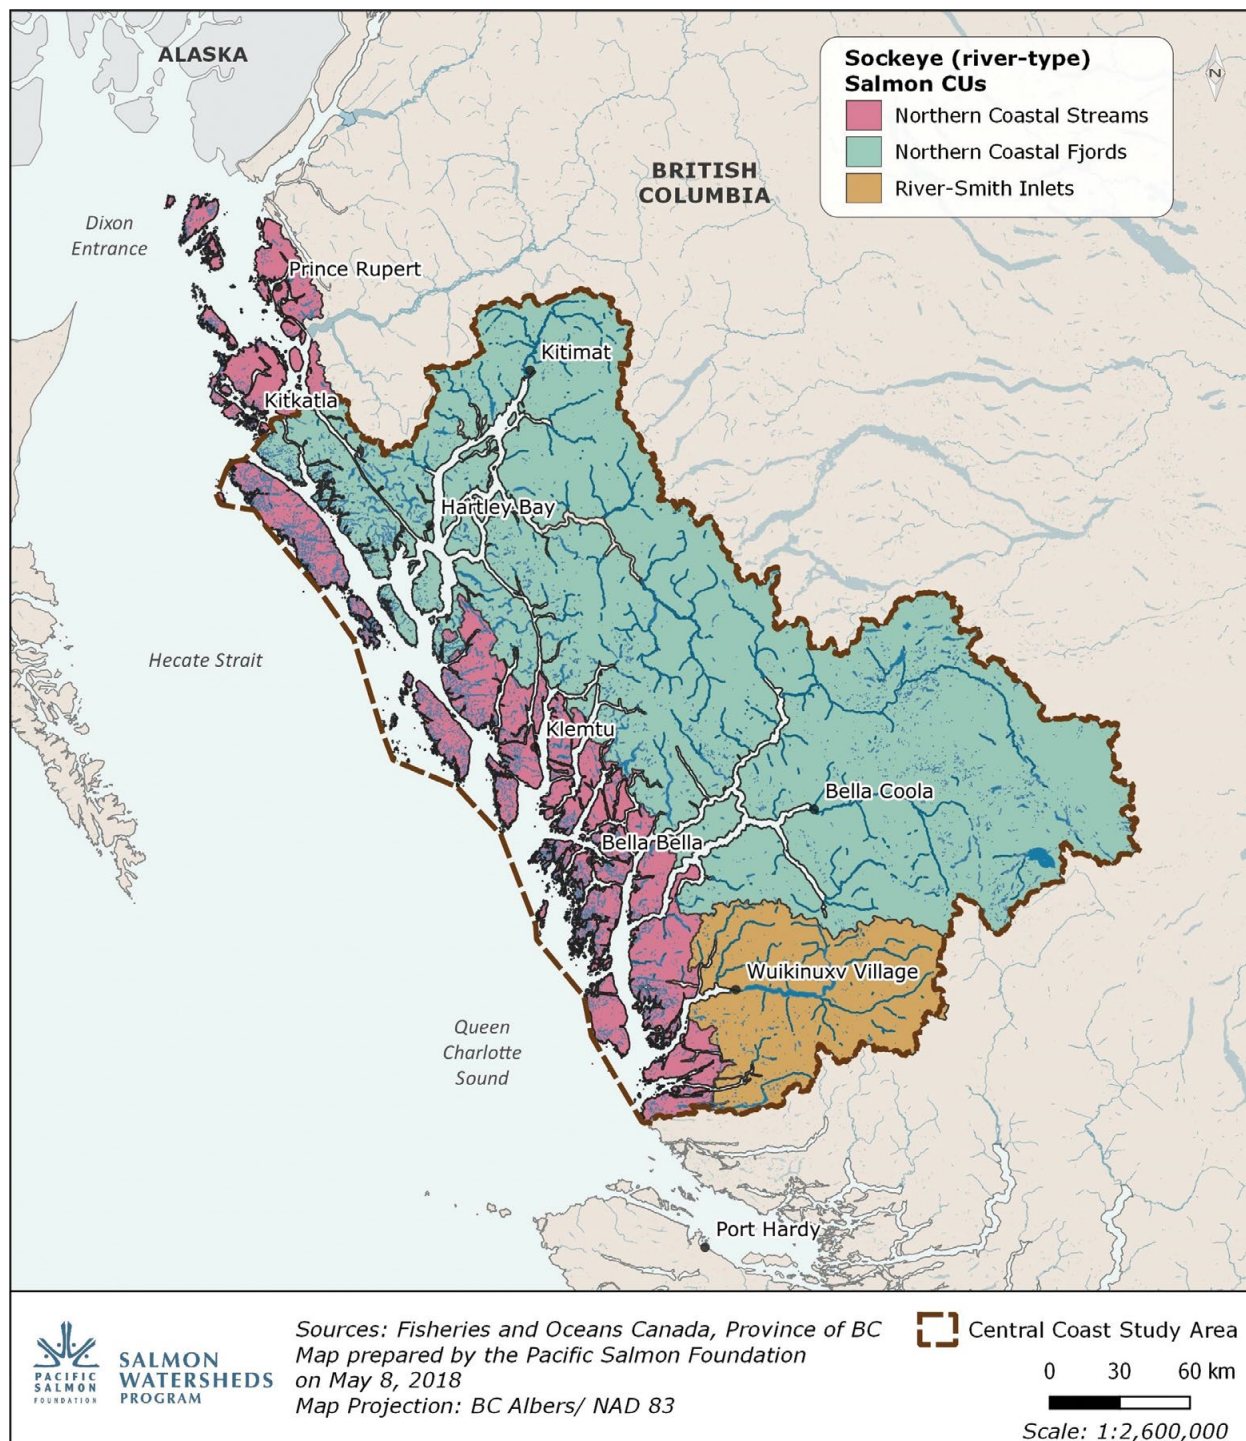 ALASKA
Sockeye (river-type)
Salmon CUs
Northern Coastal Streams
Northern Coastal Fjords
River-Smith Inlets
N
BRITISH
COLUMBIA
Dixon
Entrance
Prince Rupert
Kitimat
Kitkatla
Hartley Bay
Hecate Strait
Klemtu
Bella Coola
Bella Bella
Wuikinuxv Village
Queen
Charlotte
Sound
Port Hardy
PACIFIC
SALMON
FOUNDATION
SALMON
WATERSHEDS
PROGRAM
Sources: Fisheries and Oceans Canada, Province of BC
Map prepared by the Pacific Salmon Foundation
on May 8, 2018
Map Projection: BC Albers/ NAD 83
Central Coast Study Area
0 30 60 km
Scale: 1:2,600,000